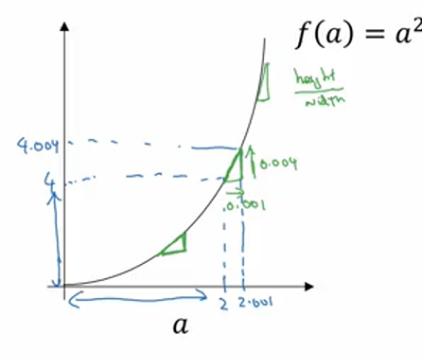 f(a) = a²
height
width
4.004
0.004
4
0.001
2
2.001
a